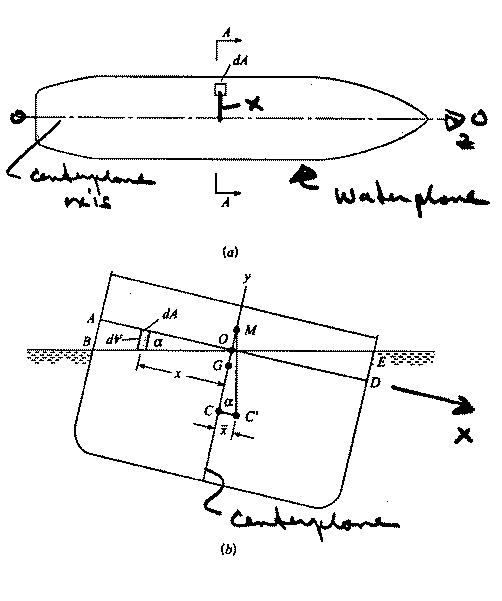 A
dA
x
O
O
z
centerplane
axis
A
Waterplane
(a)
y
A
dA
M
B
dV
α
O
E
x
G
D
α
C
C'
x̄
x
centerplane
(b)